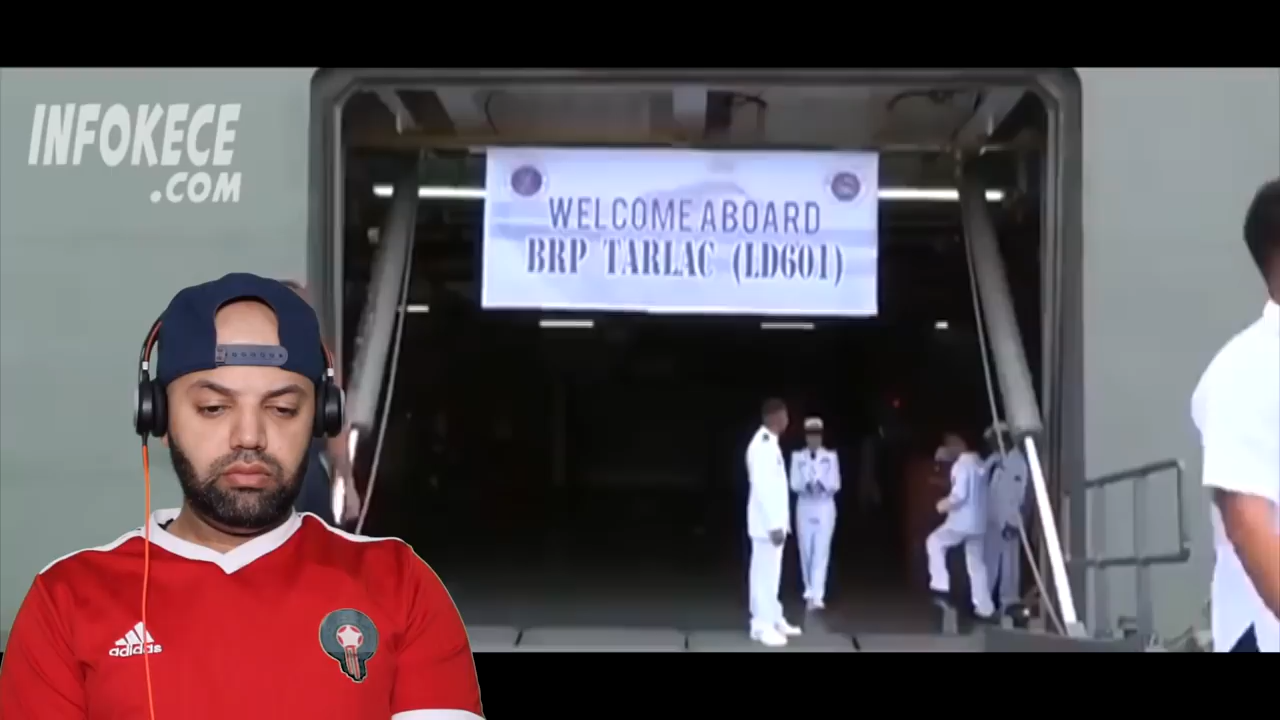 INFOKECE
.COM
WELCOME ABOARD
BRP TARLAC (LD601)
adidas